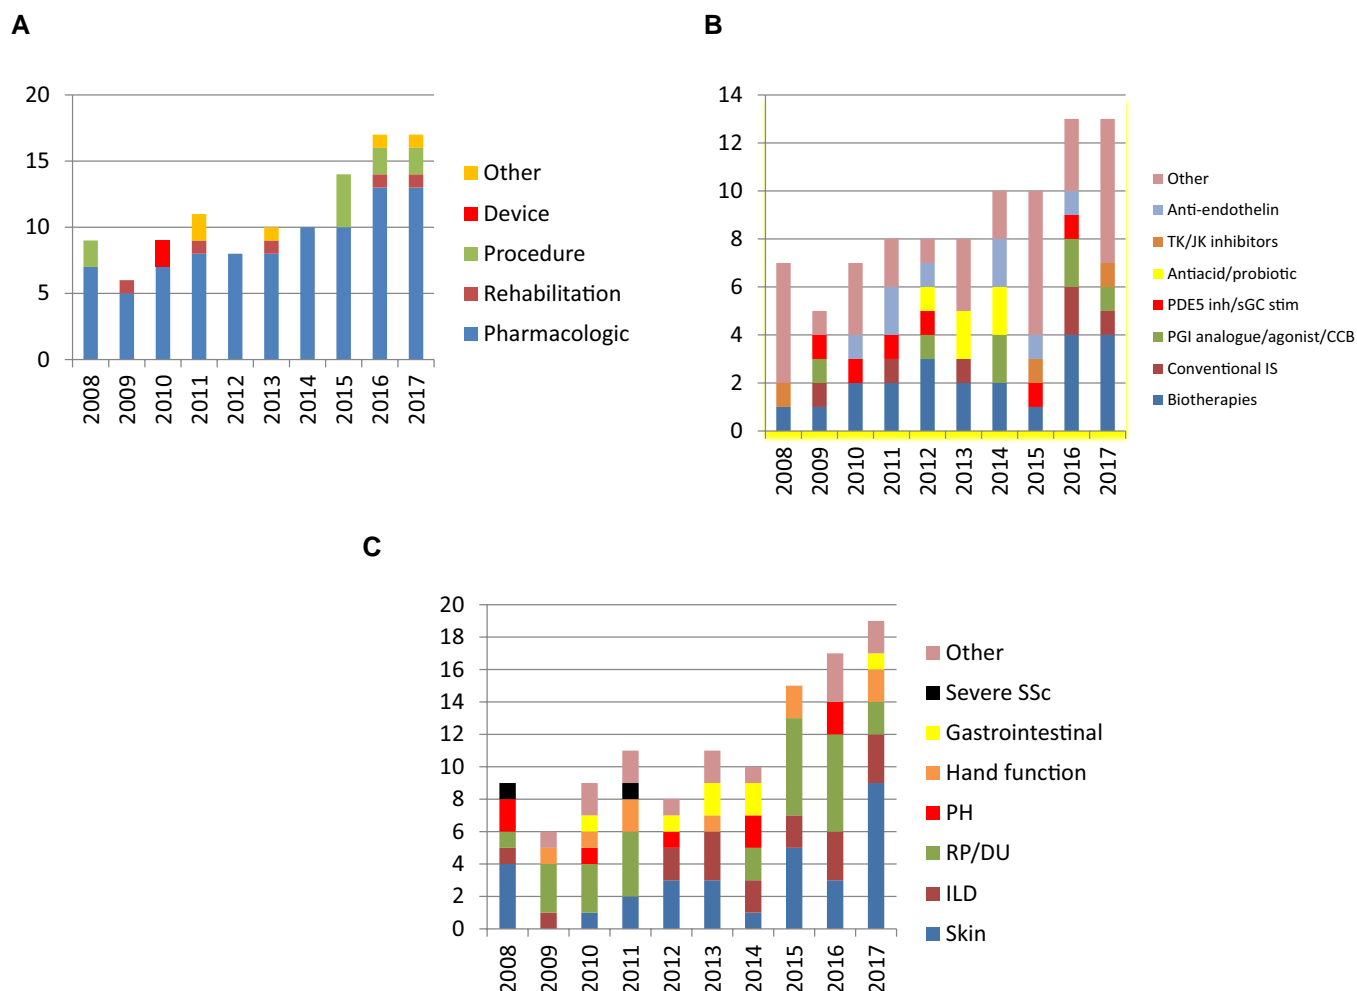 A
20
15
10
5
0
2008
2009
2010
2011
2012
2013
2014
2015
2016
2017
Other
Device
Procedure
Rehabilitation
Pharmacologic
B
14
12
10
8
6
4
2
0
2008
2009
2010
2011
2012
2013
2014
2015
2016
2017
Other
Anti-endothelin
TK/JK inhibitors
Antiacid/probiotic
PDE5 inh/sGC stim
PGI analogue/agonist/CCB
Conventional IS
Biotherapies
C
20
18
16
14
12
10
8
6
4
2
0
2008
2009
2010
2011
2012
2013
2014
2015
2016
2017
Other
Severe SSc
Gastrointestinal
Hand function
PH
RP/DU
ILD
Skin